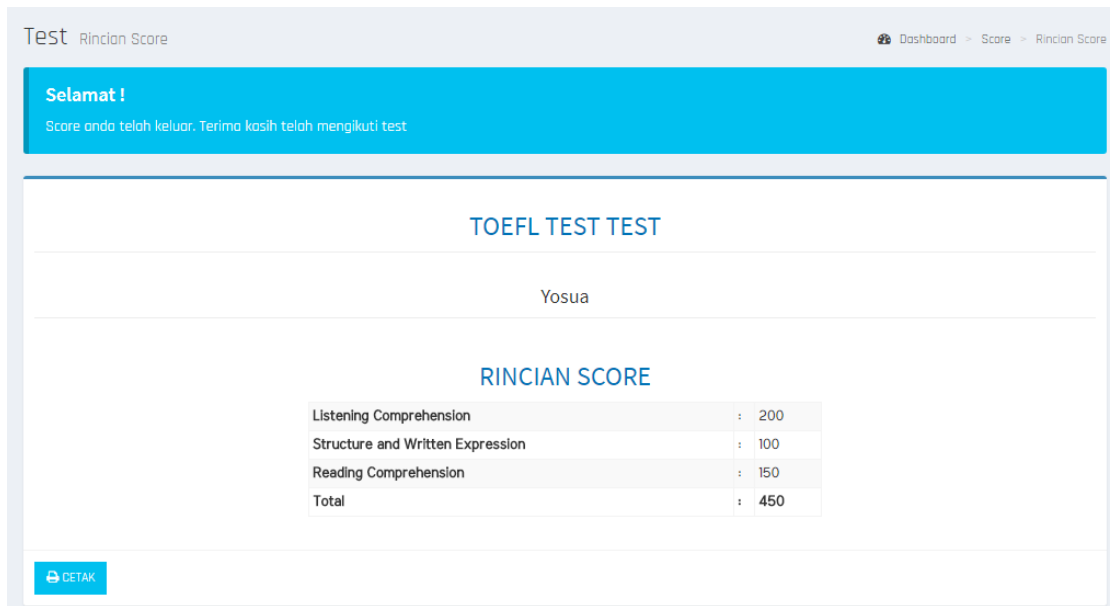 Test Rincian Score
Dashboard > Score > Rincian Score
Selamat !
Score anda telah keluar. Terima kasih telah mengikuti test
TOEFL TEST TEST
Yosua
RINCIAN SCORE
Listening Comprehension : 200
Structure and Written Expression : 100
Reading Comprehension : 150
Total : 450
CETAK